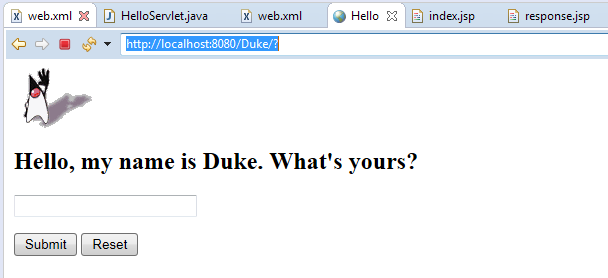 web.xml HelloServlet.java web.xml Hello index.jsp response.jsp
http://localhost:8080/Duke/?
Hello, my name is Duke. What's yours?
Submit Reset